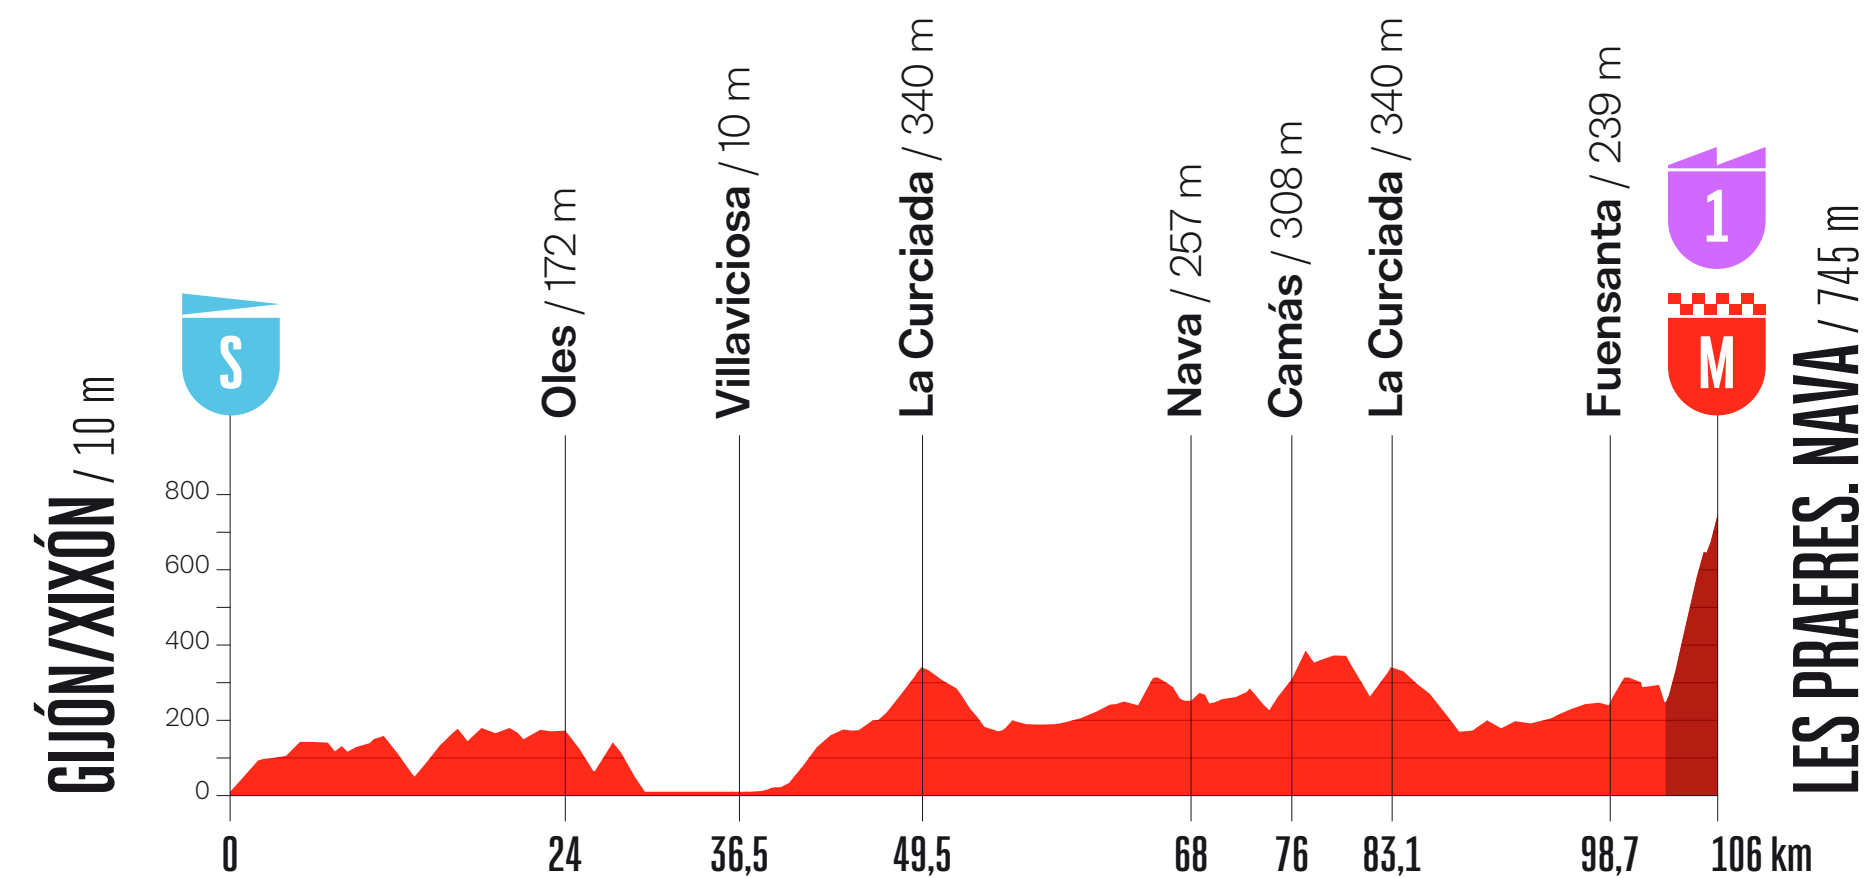 GIJÓN/XIXÓN / 10 m
S
Oles / 172 m
Villaviciosa / 10 m
La Curciada / 340 m
Nava / 257 m
Camás / 308 m
La Curciada / 340 m
Fuensanta / 239 m
1
M
LES PRAERES. NAVA / 745 m
800
600
400
200
0
0
24
36,5
49,5
68
76
83,1
98,7
106 km